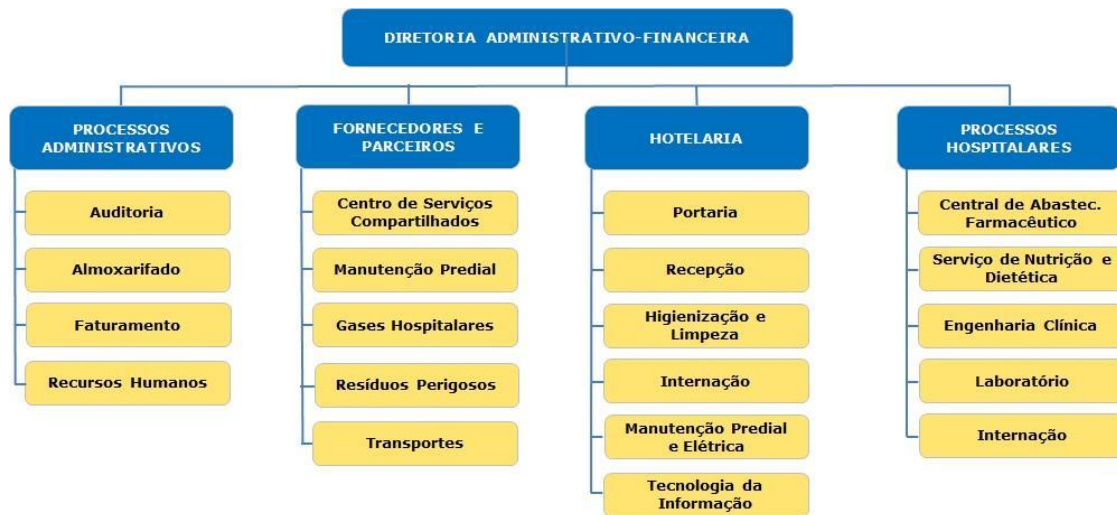 DIRETORIA ADMINISTRATIVO-FINANCEIRA
PROCESSOS
ADMINISTRATIVOS
Auditoria
Almoxarifado
Faturamento
Recursos Humanos
FORNECEDORES E
PARCEIROS
Centro de Serviços
Compartilhados
Manutenção Predial
Gases Hospitalares
Resíduos Perigosos
Transportes
HOTELARIA
Portaria
Recepção
Higienização e
Limpeza
Internação
Manutenção Predial
e Elétrica
Tecnologia da
Informação
PROCESSOS
HOSPITALARES
Central de Abastec.
Farmacêutico
Serviço de Nutrição e
Dietética
Engenharia Clínica
Laboratório
Internação